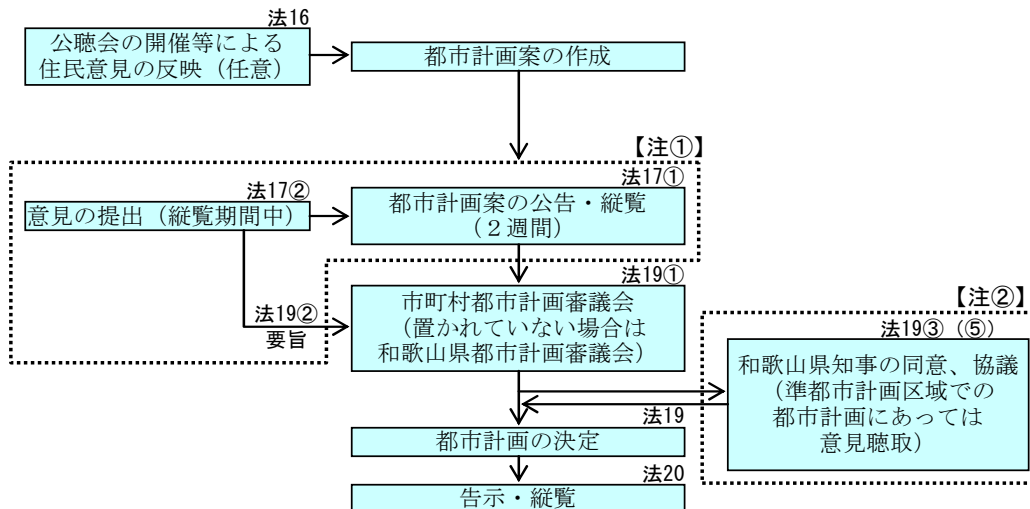 法16
公聴会の開催等による
住民意見の反映（任意）
都市計画案の作成
【注①】
法17②
意見の提出（縦覧期間中）
法17①
都市計画案の公告・縦覧
（２週間）
法19②
要旨
法19①
市町村都市計画審議会
（置かれていない場合は
和歌山県都市計画審議会）
【注②】
法19③（⑤）
和歌山県知事の同意、協議
（準都市計画区域での
都市計画にあっては
意見聴取）
法19
都市計画の決定
法20
告示・縦覧